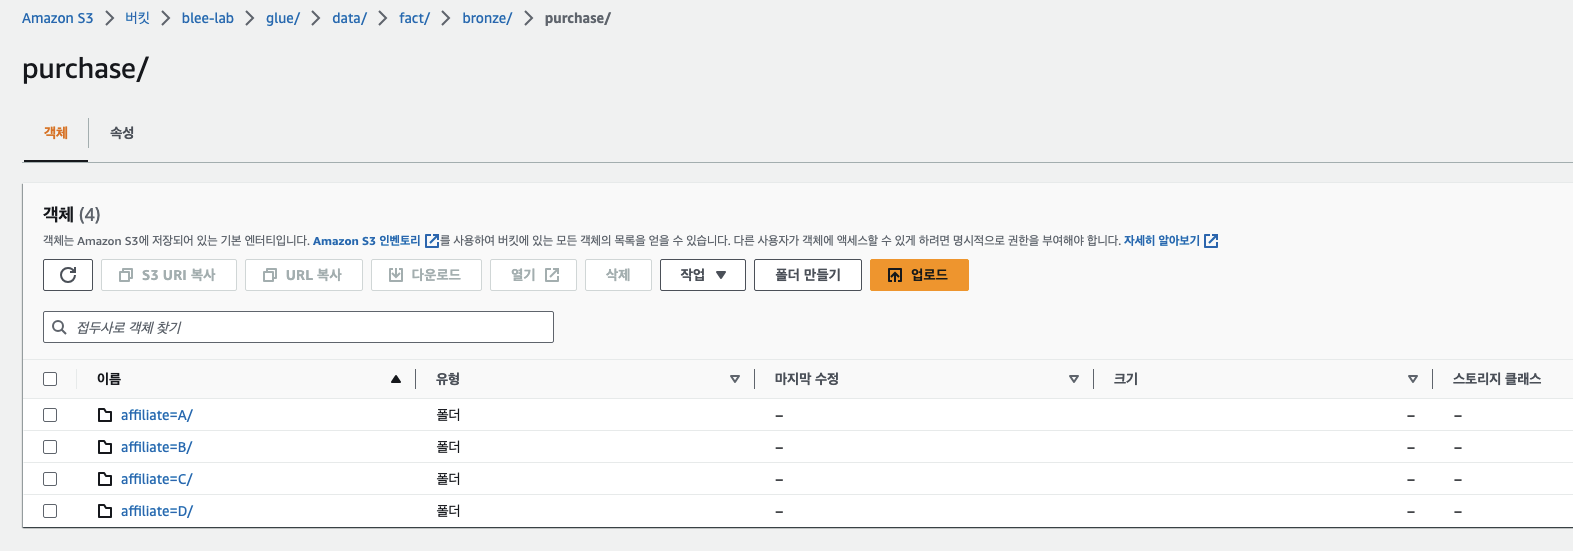 Amazon S3 > 버킷 > blee-lab > glue/ > data/ > fact/ > bronze/ > purchase/
purchase/
객체 속성
객체 (4)
객체는 Amazon S3에 저장되어 있는 기본 엔터티입니다. Amazon S3 인벤토리를 사용하여 버킷에 있는 모든 객체의 목록을 얻을 수 있습니다. 다른 사용자가 객체에 액세스할 수 있게 하려면 명시적으로 권한을 부여해야 합니다. 자세히 알아보기
S3 URI 복사 URL 복사 다운로드 열기 삭제 작업 폴더 만들기 업로드
접두사로 객체 찾기
이름 유형 마지막 수정 크기 스토리지 클래스
affiliate=A/ 폴더 – – –
affiliate=B/ 폴더 – – –
affiliate=C/ 폴더 – – –
affiliate=D/ 폴더 – – –